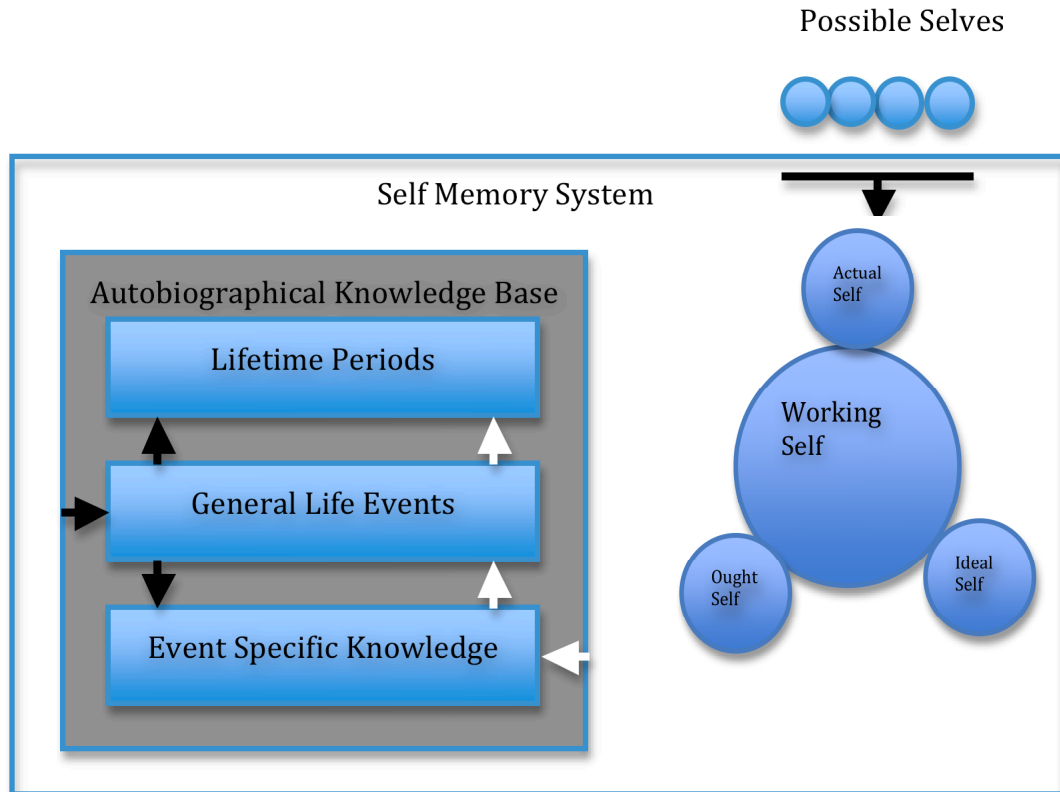 Possible Selves
Self Memory System
Autobiographical Knowledge Base
Lifetime Periods
General Life Events
Event Specific Knowledge
Actual
Self
Working
Self
Ought
Self
Ideal
Self